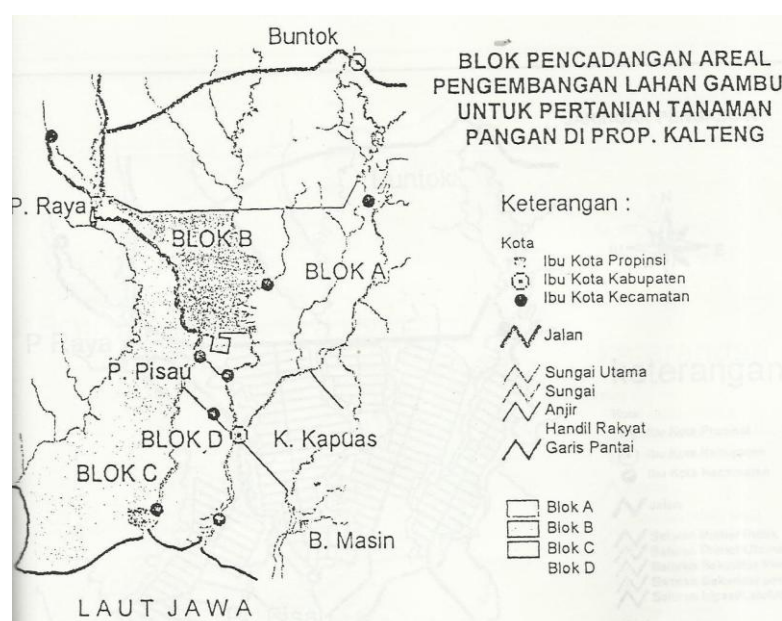 Buntok
BLOK PENCADANGAN AREAL
PENGEMBANGAN LAHAN GAMBU
UNTUK PERTANIAN TANAMAN
PANGAN DI PROP. KALTENG
P. Raya
BLOK B
BLOK A
P. Pisau
BLOK D
K. Kapuas
BLOK C
B. Masin
LAUT JAWA
Keterangan :
Kota
Ibu Kota Propinsi
Ibu Kota Kabupaten
Ibu Kota Kecamatan
Jalan
Sungai Utama
Sungai
Anjir
Handil Rakyat
Garis Pantai
Blok A
Blok B
Blok C
Blok D